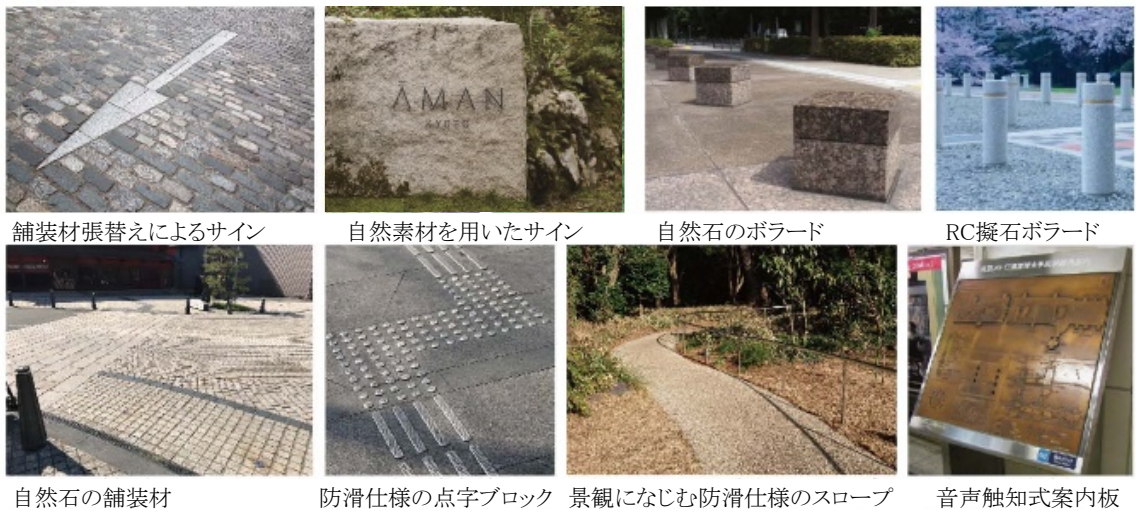 ĀMAN
KYOTO
舗装材張替えによるサイン
自然素材を用いたサイン
自然石のボラード
RC擬石ボラード
自然石の舗装材
防滑仕様の点字ブロック
景観になじむ防滑仕様のスロープ
音声触知式案内板